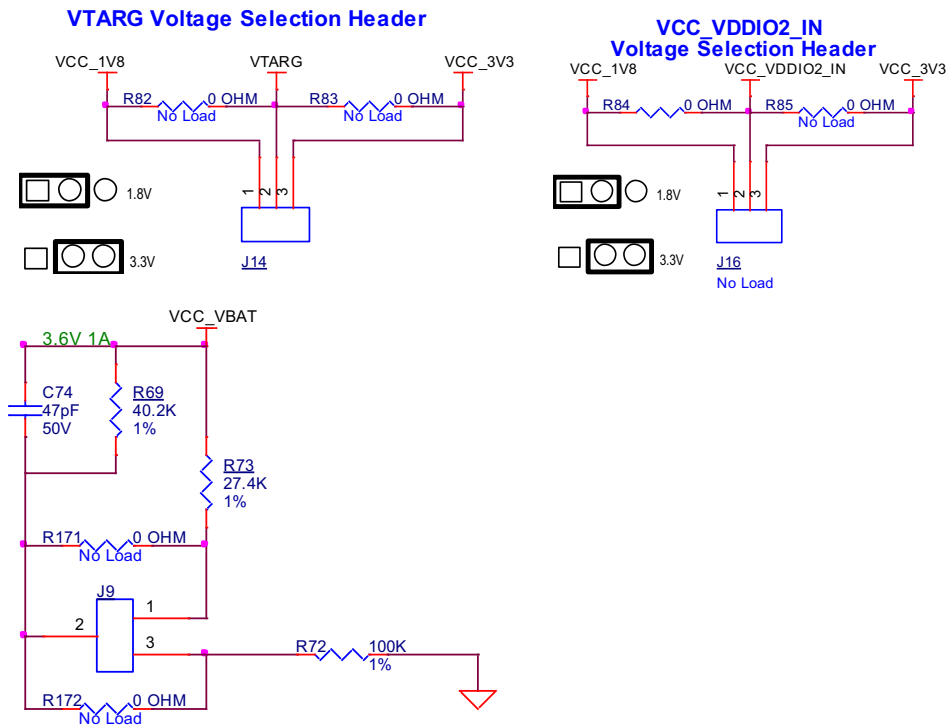 VTARG Voltage Selection Header
VCC_1V8
VTARG
VCC_3V3
R82
0 OHM
No Load
R83
0 OHM
No Load
1
2
3
1.8V
3.3V
J14
VCC_VDDIO2_IN
Voltage Selection Header
VCC_1V8
VCC_VDDIO2_IN
VCC_3V3
R84
0 OHM
R85
0 OHM
No Load
1
2
3
1.8V
3.3V
J16
No Load
VCC_VBAT
3.6V 1A
C74
47pF
50V
R69
40.2K
1%
R73
27.4K
1%
R171
0 OHM
No Load
J9
1
2
3
R72
100K
1%
R172
0 OHM
No Load